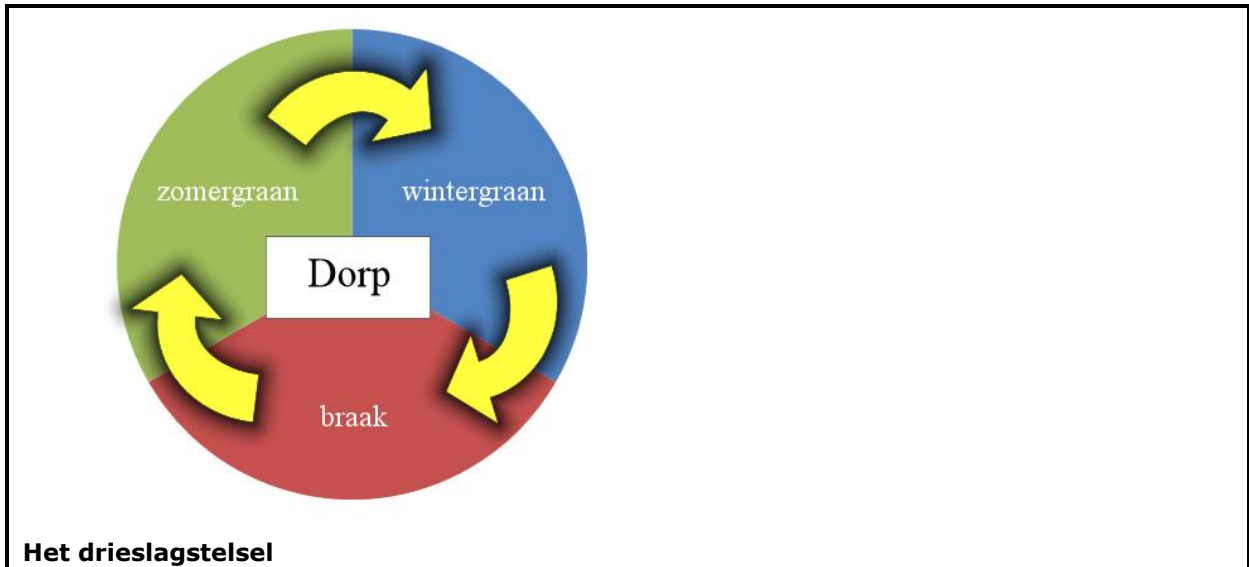 zomergraan
wintergraan
Dorp
braak
Het drieslagstelsel